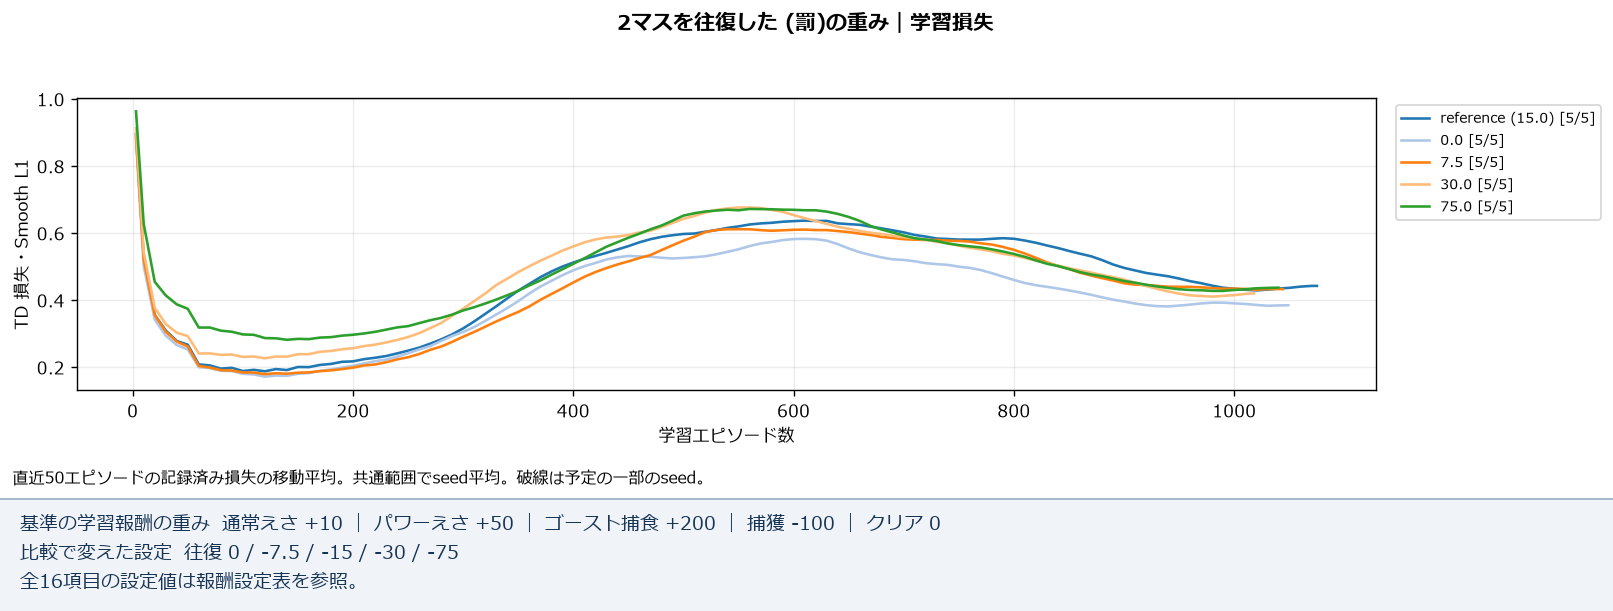 2マスを往復した (罰)の重み｜学習損失
TD 損失・Smooth L1
1.0
0.8
0.6
0.4
0.2
0
200
400
600
800
1000
学習エピソード数
reference (15.0) [5/5]
0.0 [5/5]
7.5 [5/5]
30.0 [5/5]
75.0 [5/5]
直近50エピソードの記録済み損失の移動平均。共通範囲でseed平均。破線は予定の一部のseed。
基準の学習報酬の重み 通常えさ +10 ｜ パワーえさ +50 ｜ ゴースト捕食 +200 ｜ 捕獲 -100 ｜ クリア 0
比較で変えた設定 往復 0 / -7.5 / -15 / -30 / -75
全16項目の設定値は報酬設定表を参照。